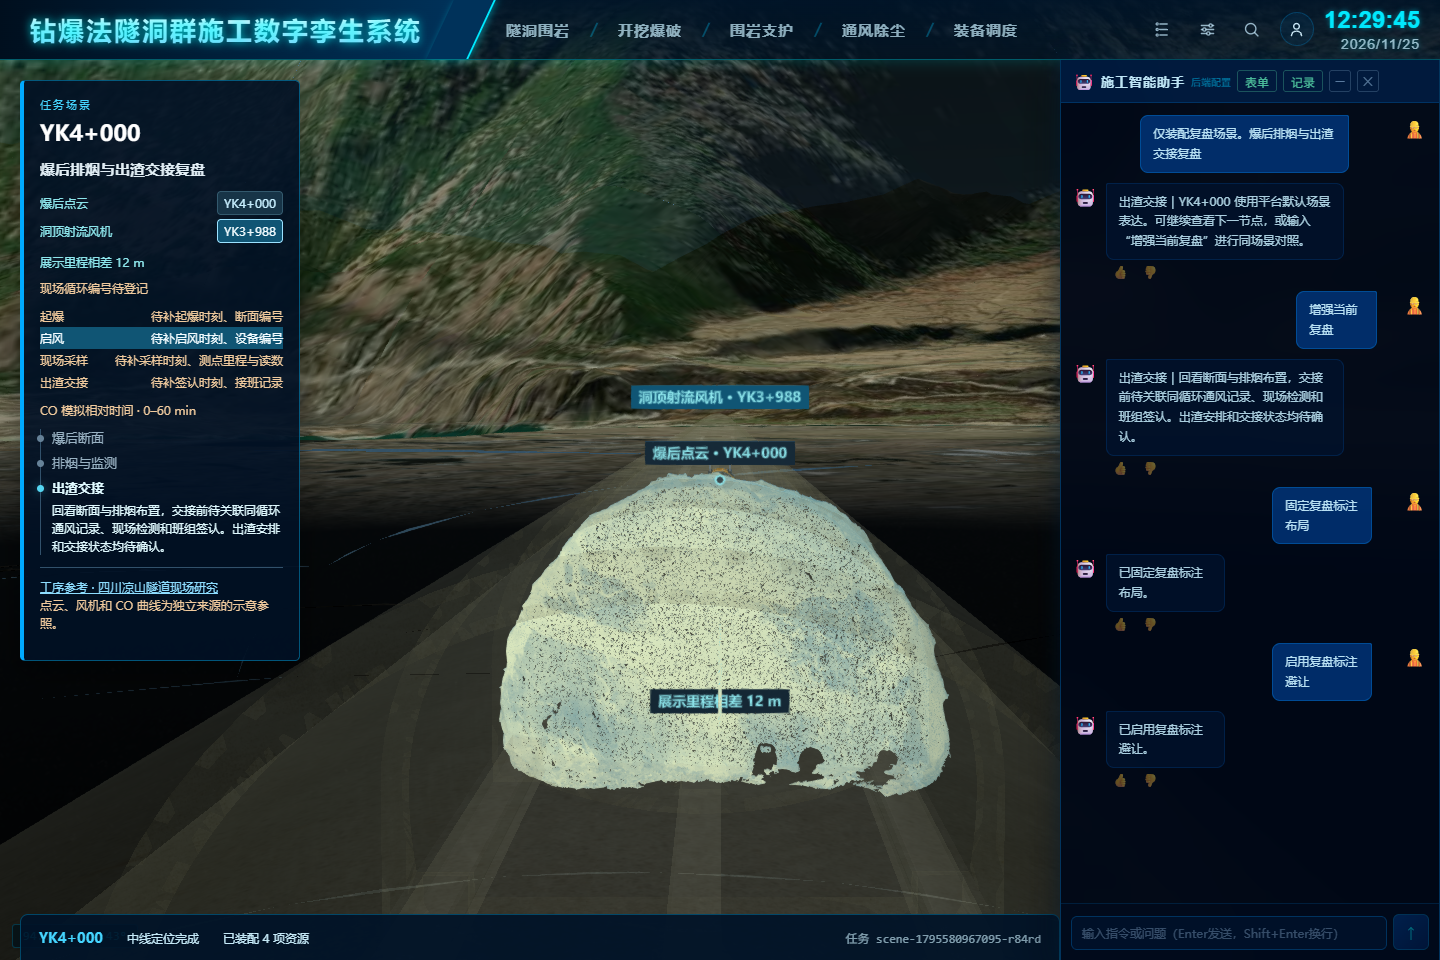 钻爆法隧洞群施工数字孪生系统
隧洞围岩 / 开挖爆破 / 围岩支护 / 通风除尘 / 装备调度
12:29:45
2026/11/25
任务场景
YK4+000
爆后排烟与出渣交接复盘
爆后点云 YK4+000
洞顶射流风机 YK3+988
展示里程相差 12 m
现场循环编号待登记
起爆 待补起爆时刻、断面编号
启风 待补启风时刻、设备编号
现场采样 待补采样时刻、测点里程与读数
出渣交接 待补签认时刻、接班记录
CO 模拟相对时间 · 0–60 min
爆后断面
排烟与监测
出渣交接
回看断面与排烟布置，交接前待关联同循环
通风记录、现场检测和班组签认。出渣安排
和交接状态均待确认。
工序参考 · 四川凉山隧道现场研究
点云、风机和 CO 曲线为独立来源的示意参
照。
洞顶射流风机 • YK3+988
爆后点云 • YK4+000
展示里程相差 12 m
YK4+000 中线定位完成 已装配 4 项资源
任务 scene-1795580967095-r84rd
施工智能助手 后端配置 表单 记录
仅装配复盘场景。爆后排烟与出渣
交接复盘
出渣交接 | YK4+000 使用平台默认场景
表达。可继续查看下一节点，或输入
“增强当前复盘”进行同场景对照。
增强当前
复盘
出渣交接 | 回看断面与排烟布置，交接
前待关联同循环通风记录、现场检测和
班组签认。出渣安排和交接状态均待确
认。
固定复盘标注
布局
已固定复盘标注
布局。
启用复盘标注
避让
已启用复盘标注
避让。
输入指令或问题（Enter发送，Shift+Enter换行）